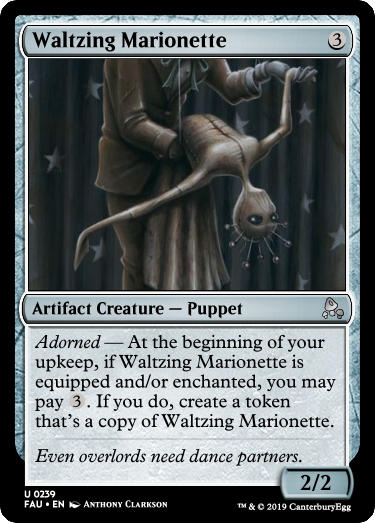 Waltzing Marionette 3
Artifact Creature — Puppet
Adorned — At the beginning of your
upkeep, if Waltzing Marionette is
equipped and/or enchanted, you may
pay 3. If you do, create a token
that's a copy of Waltzing Marionette.
Even overlords need dance partners.
2/2
U 0239
FAU • EN Anthony Clarkson
™ & © 2019 CanterburyEgg